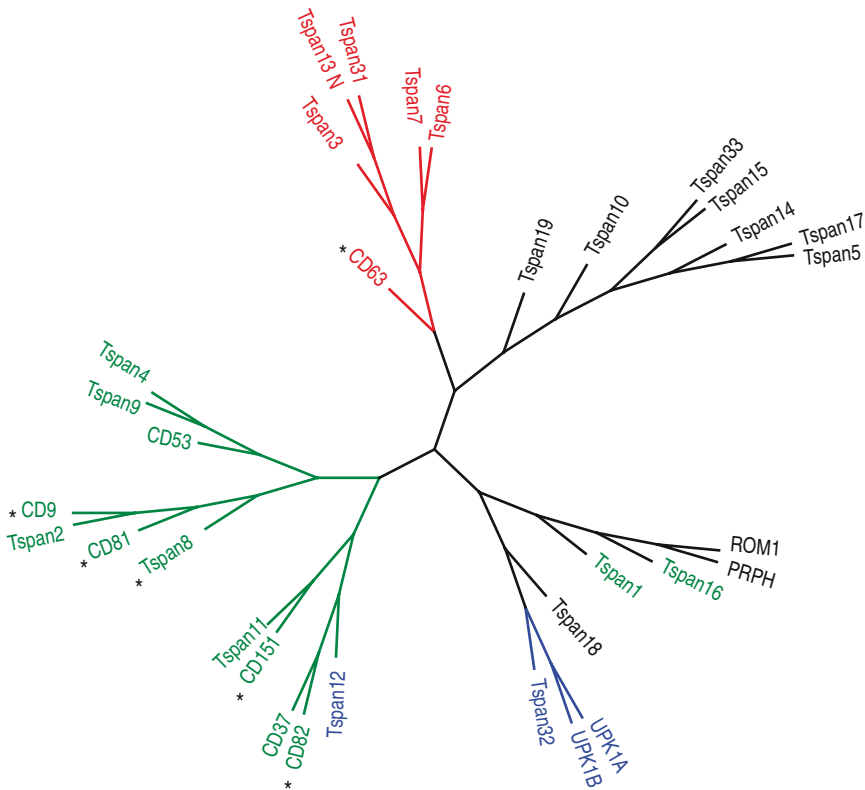 Tspan13 N
Tspan31
Tspan3
Tspan7
Tspan6
* CD63
Tspan19
Tspan10
Tspan33
Tspan15
Tspan14
Tspan17
Tspan5
Tspan4
Tspan9
CD53
* CD9
Tspan2
* CD81
* Tspan8
Tspan11
* CD151
CD37
* CD82
Tspan12
Tspan32
UPK1B
UPK1A
Tspan18
Tspan1
Tspan16
ROM1
PRPH